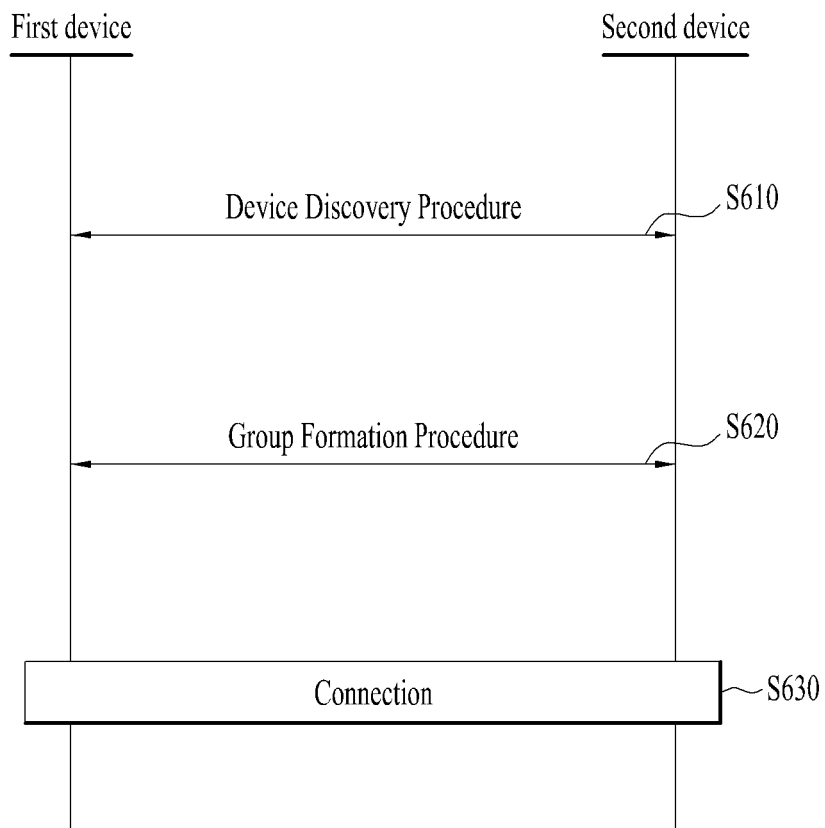 First device
Second device
Device Discovery Procedure
S610
Group Formation Procedure
S620
Connection
S630